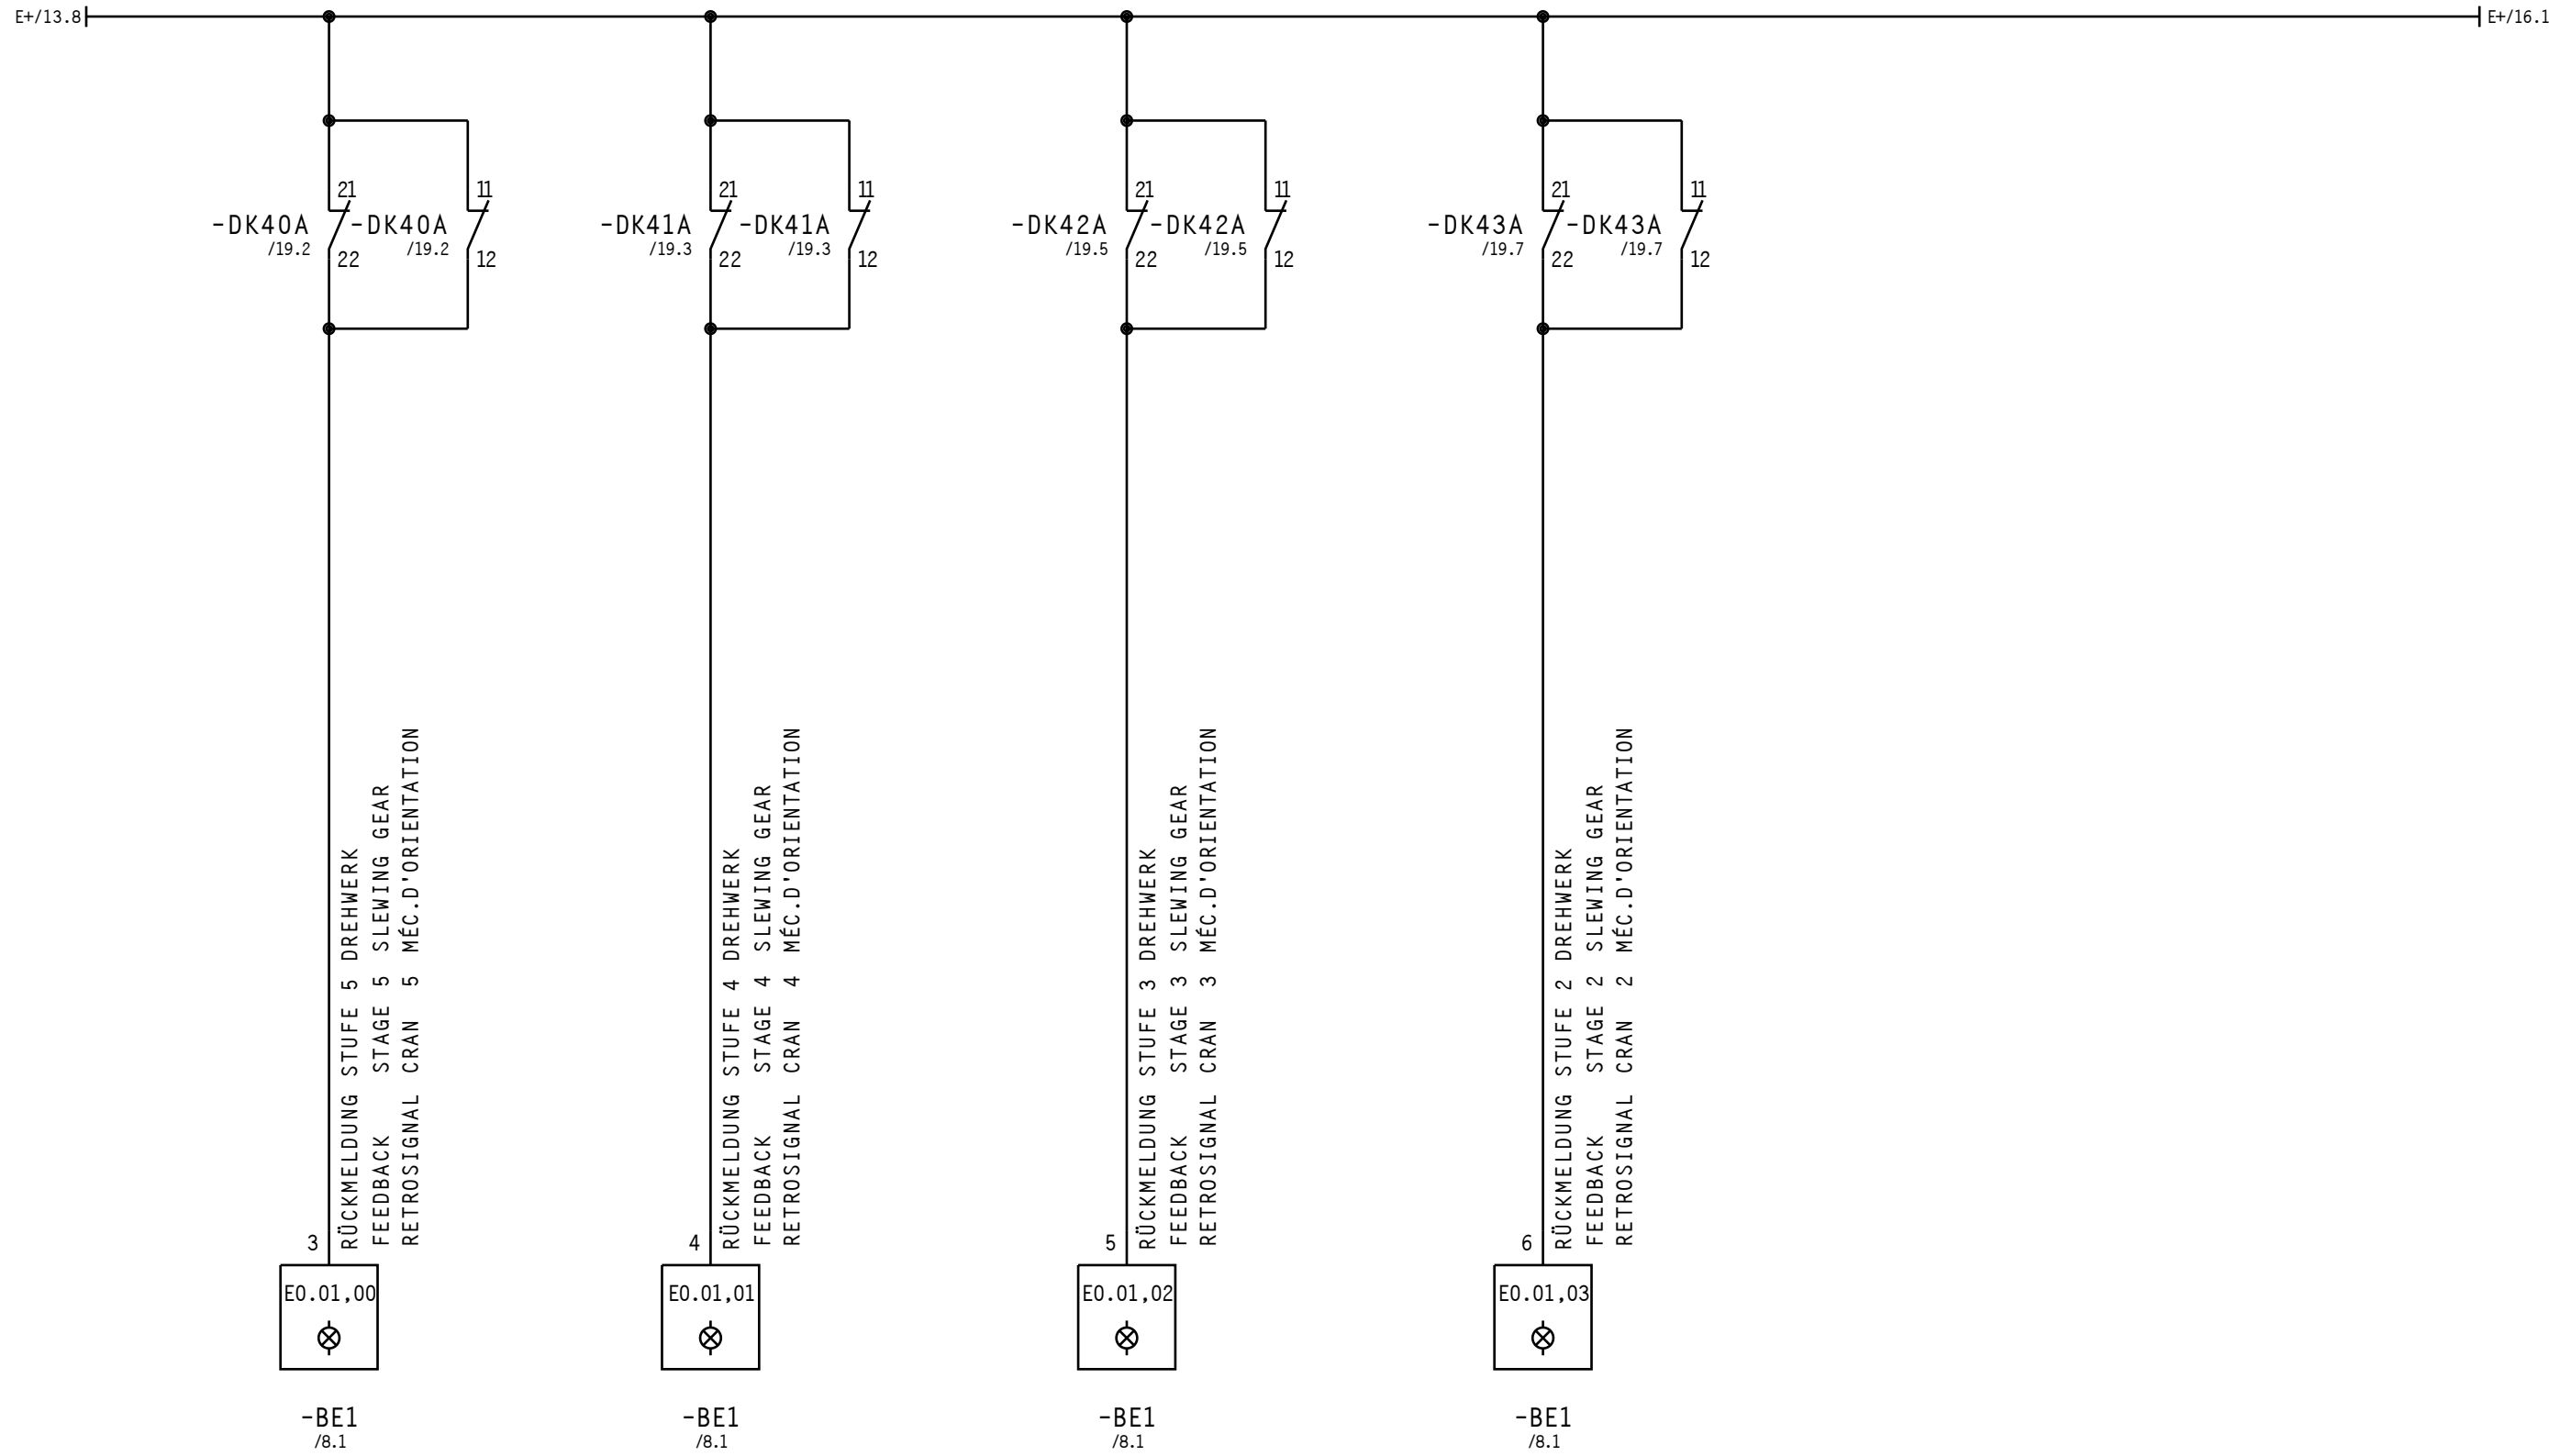 E+/13.8
E+/16.1
21
11
-DK40A
-DK40A
/19.2
/19.2
22
12
21
11
-DK41A
-DK41A
/19.3
/19.3
22
12
21
11
-DK42A
-DK42A
/19.5
/19.5
22
12
21
11
-DK43A
-DK43A
/19.7
/19.7
22
12
RÜCKMELDUNG STUFE 5 DREHWERK
FEEDBACK STAGE 5 SLEWING GEAR
RETROSIGNAL CRAN 5 MÉC.D'ORIENTATION
3
E0.01,00
-BE1
/8.1
RÜCKMELDUNG STUFE 4 DREHWERK
FEEDBACK STAGE 4 SLEWING GEAR
RETROSIGNAL CRAN 4 MÉC.D'ORIENTATION
4
E0.01,01
-BE1
/8.1
RÜCKMELDUNG STUFE 3 DREHWERK
FEEDBACK STAGE 3 SLEWING GEAR
RETROSIGNAL CRAN 3 MÉC.D'ORIENTATION
5
E0.01,02
-BE1
/8.1
RÜCKMELDUNG STUFE 2 DREHWERK
FEEDBACK STAGE 2 SLEWING GEAR
RETROSIGNAL CRAN 2 MÉC.D'ORIENTATION
6
E0.01,03
-BE1
/8.1